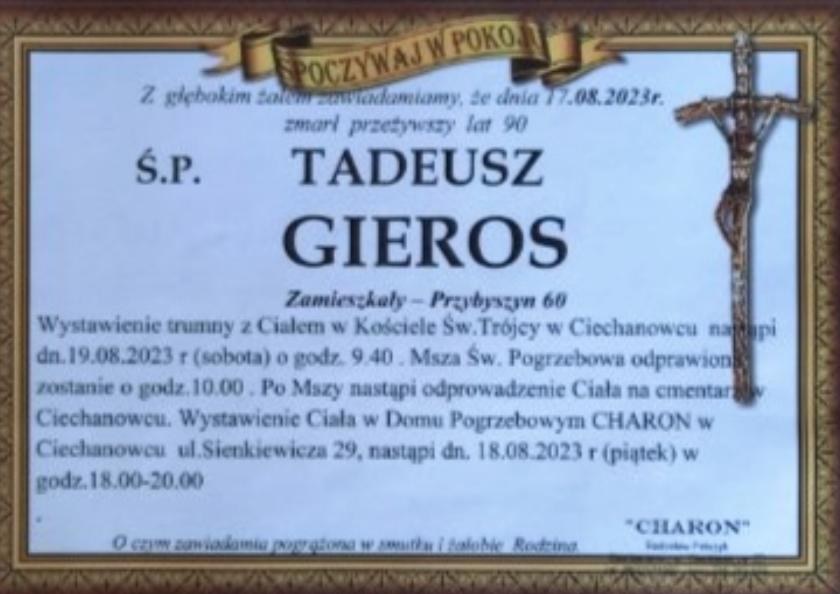 SPOCZYWAJ W POKOJU
Z głębokim żalem zawiadamiamy, że dnia 17.08.2023r.
zmarł przeżywszy lat 90
Ś.P. TADEUSZ
GIEROS
Zamieszkały – Przybyszyn 60
Wystawienie trumny z Ciałem w Kościele Św.Trójcy w Ciechanowcu nastąpi
dn.19.08.2023 r (sobota) o godz. 9.40 . Msza Św. Pogrzebowa odprawiona
zostanie o godz.10.00 . Po Mszy nastąpi odprowadzenie Ciała na cmentarz w
Ciechanowcu. Wystawienie Ciała w Domu Pogrzebowym CHARON w
Ciechanowcu ul.Sienkiewicza 29, nastąpi dn. 18.08.2023 r (piątek) w
godz.18.00-20.00
O czym zawiadamia pogrążona w smutku i żałobie Rodzina.
"CHARON"